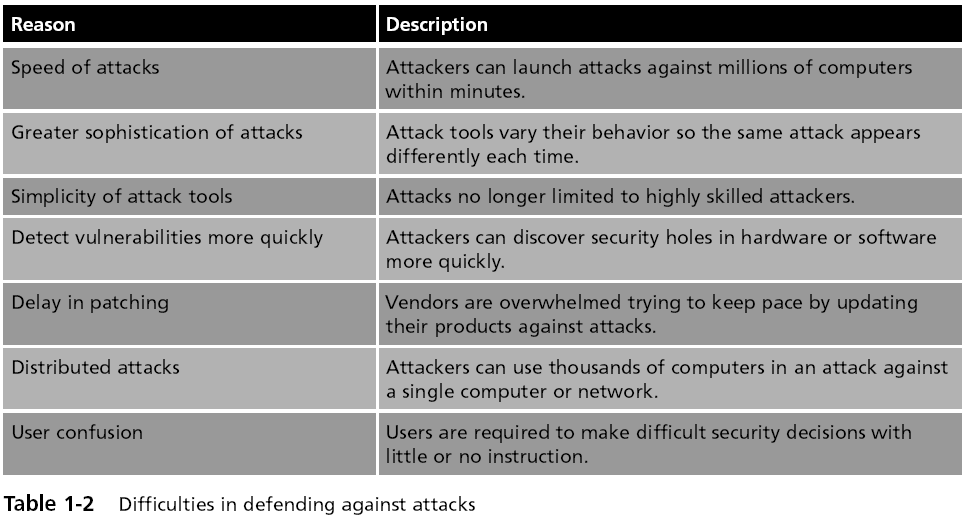 Reason Description
Speed of attacks Attackers can launch attacks against millions of computers
within minutes.
Greater sophistication of attacks Attack tools vary their behavior so the same attack appears
differently each time.
Simplicity of attack tools Attacks no longer limited to highly skilled attackers.
Detect vulnerabilities more quickly Attackers can discover security holes in hardware or software
more quickly.
Delay in patching Vendors are overwhelmed trying to keep pace by updating
their products against attacks.
Distributed attacks Attackers can use thousands of computers in an attack against
a single computer or network.
User confusion Users are required to make difficult security decisions with
little or no instruction.
Table 1-2 Difficulties in defending against attacks